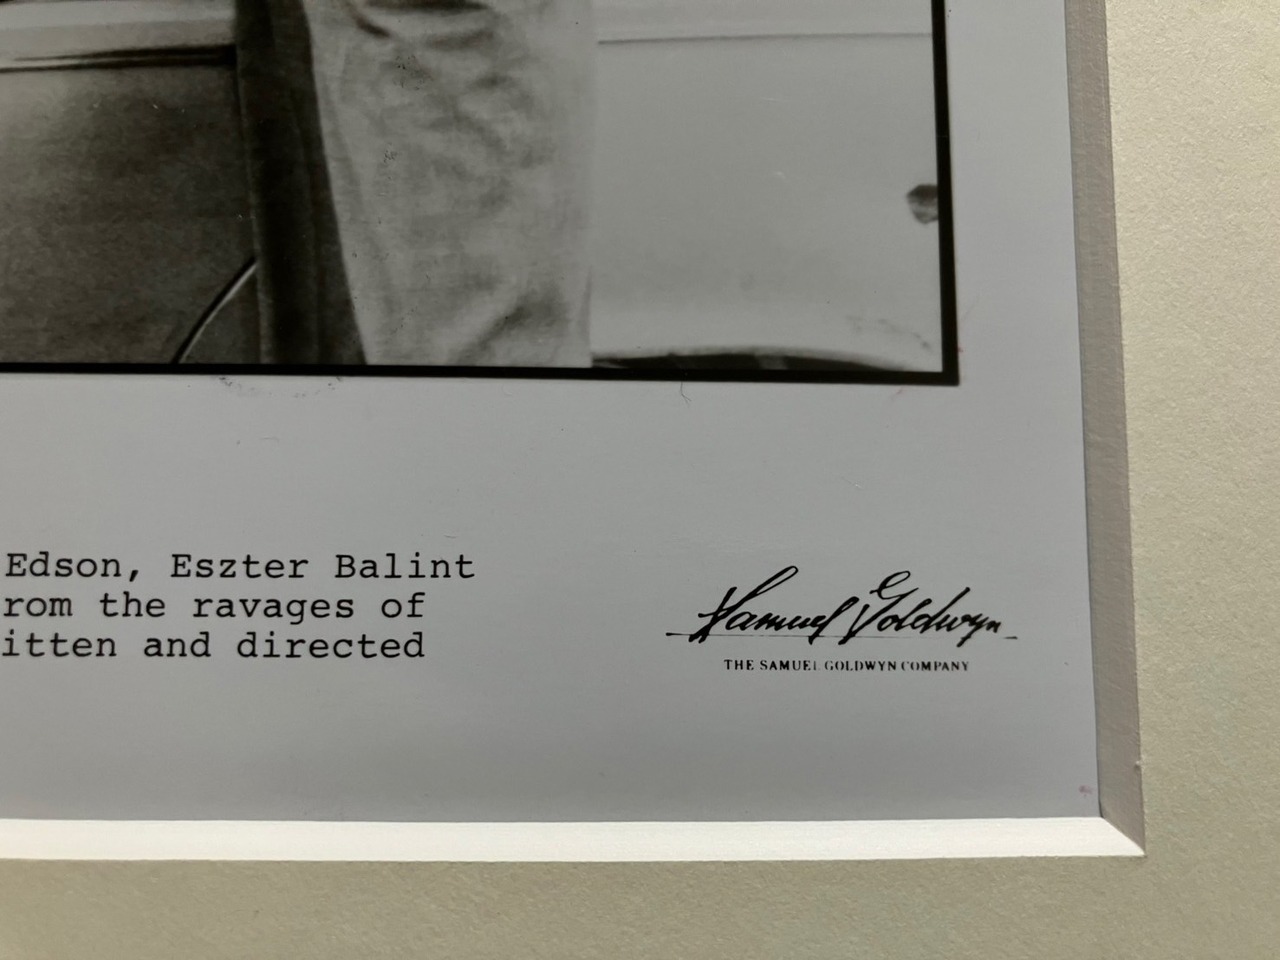 Edson, Eszter Balint
rom the ravages of
itten and directed
Samuel Goldwyn
THE SAMUEL GOLDWYN COMPANY